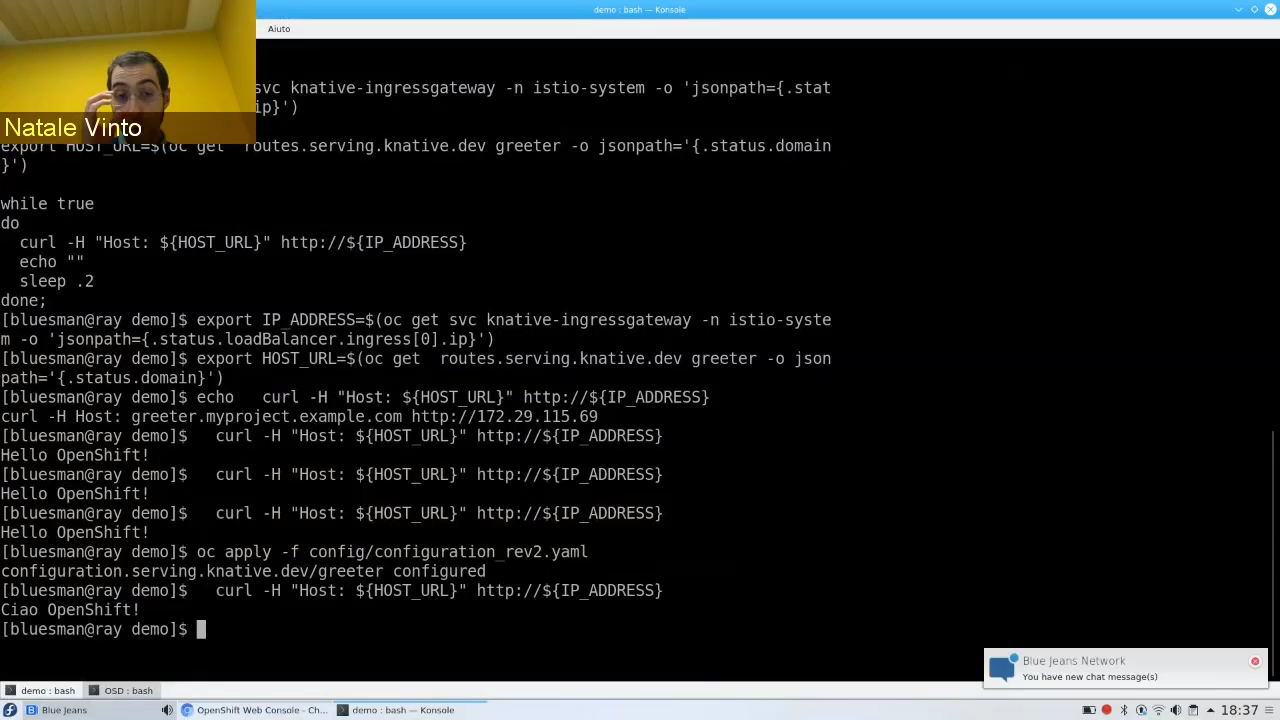 demo : bash — Konsole
Aiuto
svc knative-ingressgateway -n istio-system -o 'jsonpath={.stat
ip}')
Natale Vinto
export HOST_URL=$(oc get  routes.serving.knative.dev greeter -o jsonpath='{.status.domain
}')
while true
do
  curl -H "Host: ${HOST_URL}" http://${IP_ADDRESS}
  echo ""
  sleep .2
done;
[bluesman@ray demo]$ export IP_ADDRESS=$(oc get svc knative-ingressgateway -n istio-syste
m -o 'jsonpath={.status.loadBalancer.ingress[0].ip}')
[bluesman@ray demo]$ export HOST_URL=$(oc get  routes.serving.knative.dev greeter -o json
path='{.status.domain}')
[bluesman@ray demo]$ echo   curl -H "Host: ${HOST_URL}" http://${IP_ADDRESS}
curl -H Host: greeter.myproject.example.com http://172.29.115.69
[bluesman@ray demo]$   curl -H "Host: ${HOST_URL}" http://${IP_ADDRESS}
Hello OpenShift!
[bluesman@ray demo]$   curl -H "Host: ${HOST_URL}" http://${IP_ADDRESS}
Hello OpenShift!
[bluesman@ray demo]$   curl -H "Host: ${HOST_URL}" http://${IP_ADDRESS}
Hello OpenShift!
[bluesman@ray demo]$ oc apply -f config/configuration_rev2.yaml
configuration.serving.knative.dev/greeter configured
[bluesman@ray demo]$   curl -H "Host: ${HOST_URL}" http://${IP_ADDRESS}
Ciao OpenShift!
[bluesman@ray demo]$
Blue Jeans Network
You have new chat message(s)
demo : bash OSD : bash
Blue Jeans OpenShift Web Console - Ch... demo : bash — Konsole 18:37